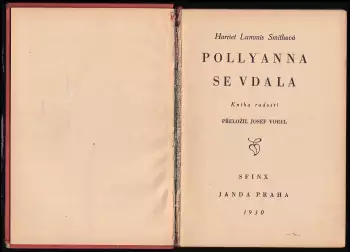 Harriet Lummis Smithová
POLLYANNA
SE VDALA
Kniha radosti
PŘELOŽIL JOSEF VOREL
SFINX
JANDA PRAHA
1930